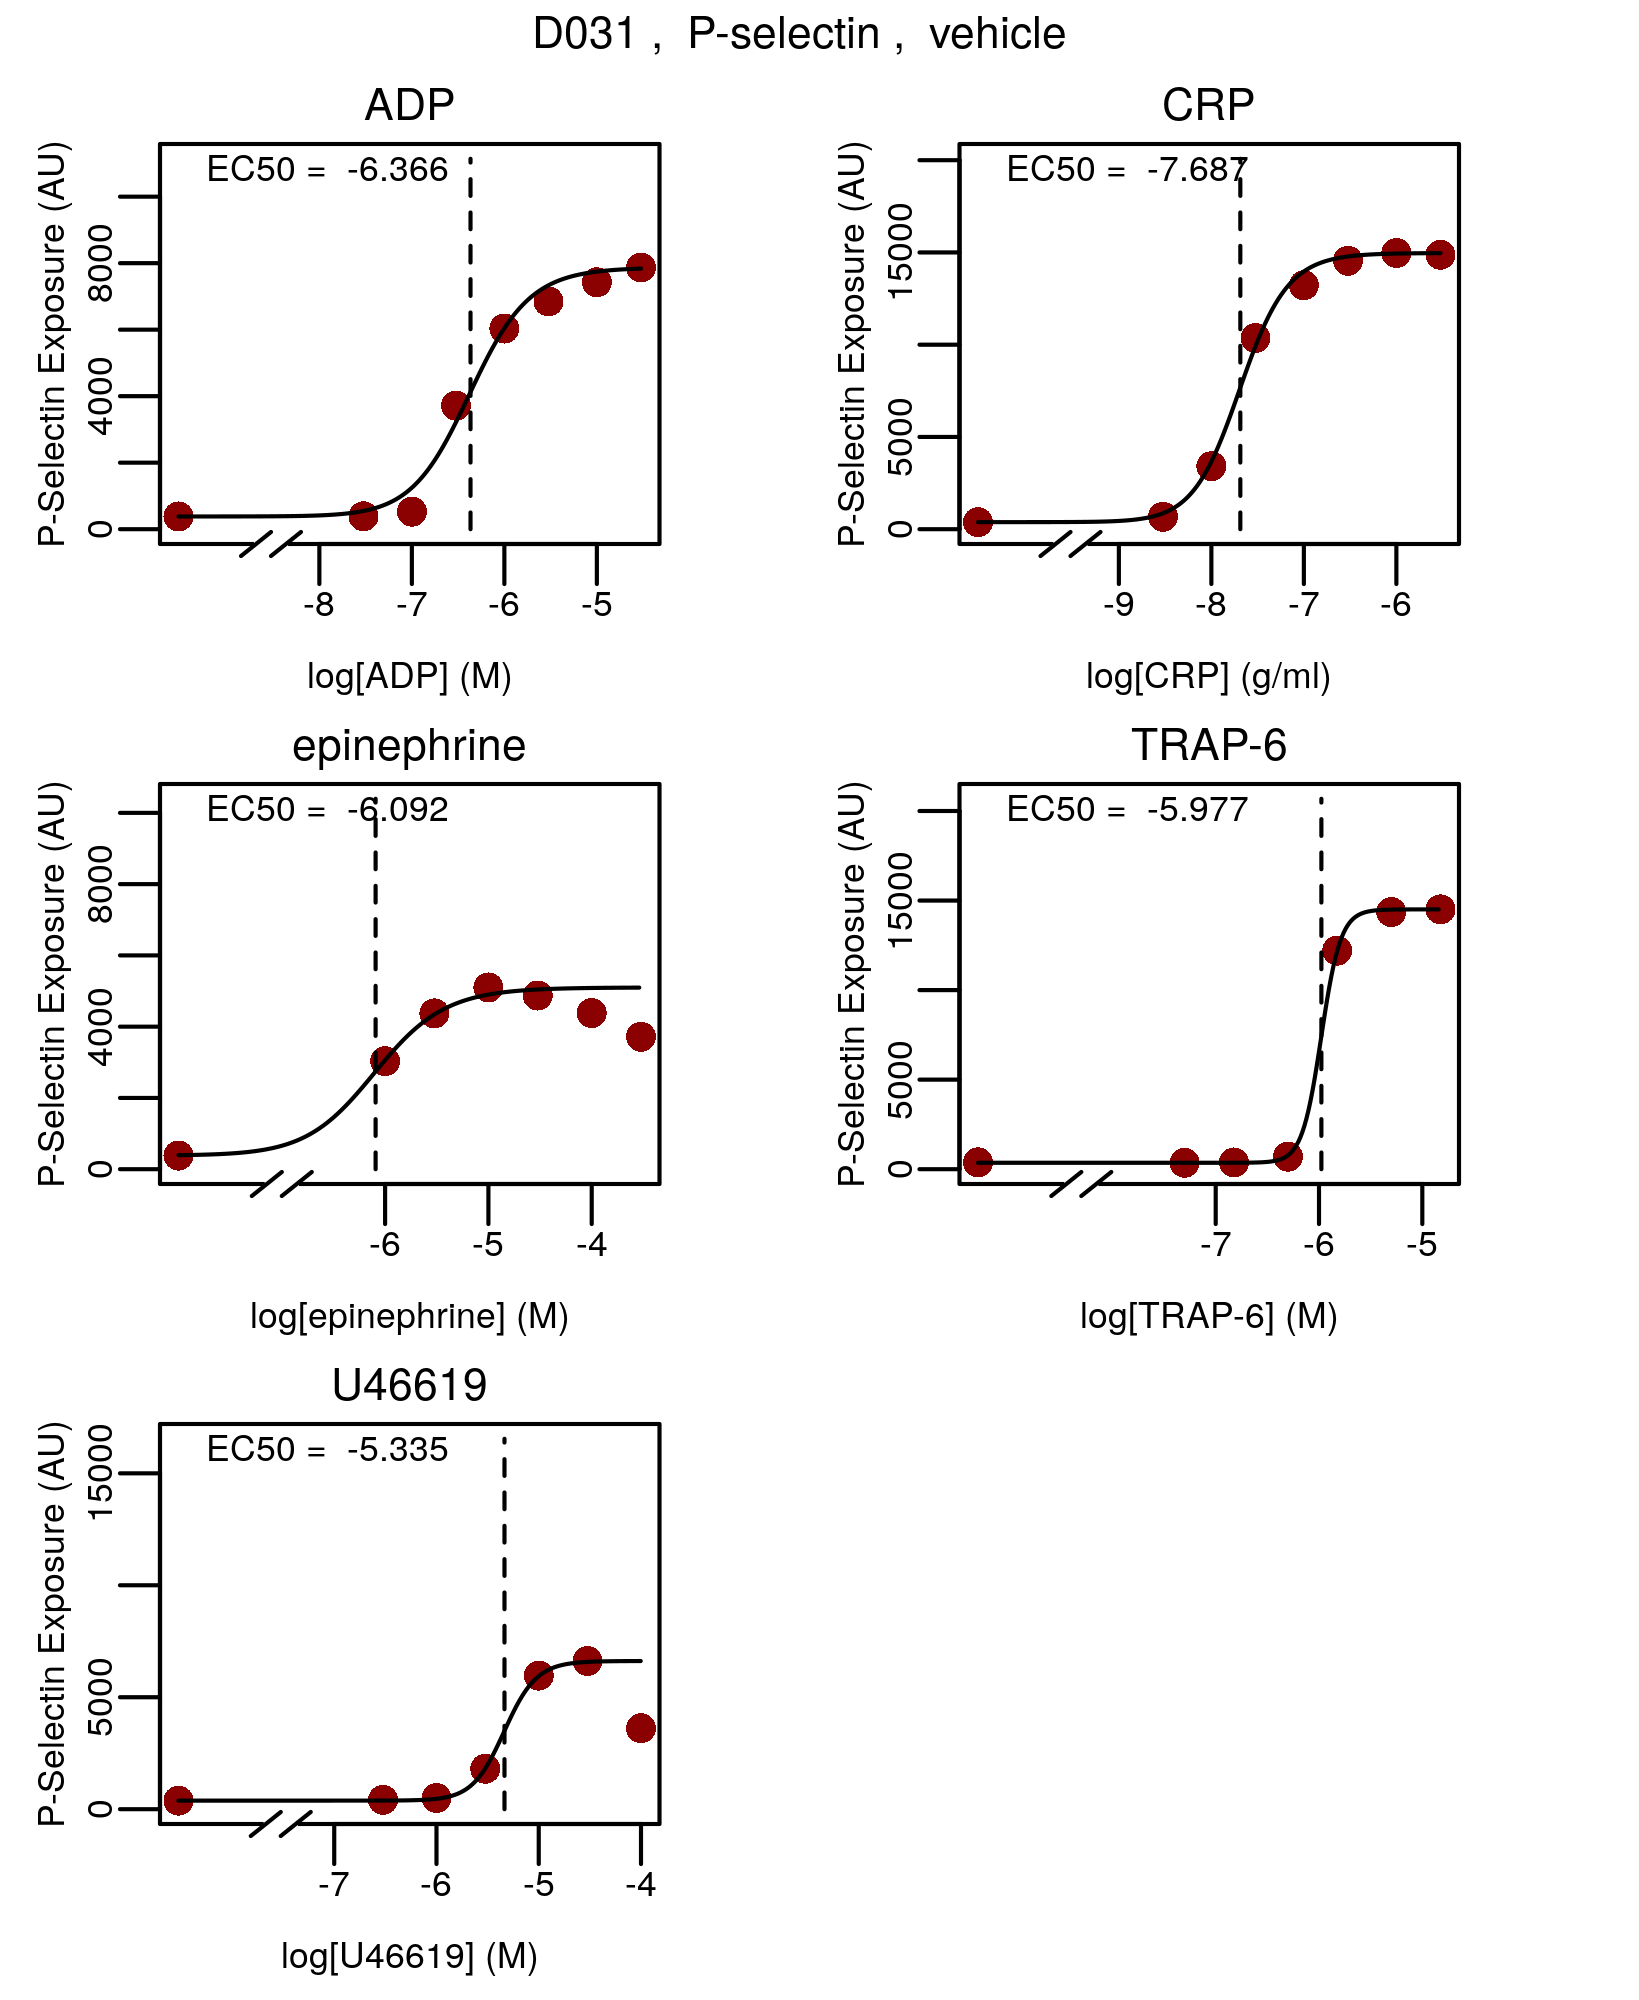 D031 , P-selectin , vehicle
ADP
EC50 = -6.366
P-Selectin Exposure (AU)
0 4000 8000
-8 -7 -6 -5
log[ADP] (M)
CRP
EC50 = -7.687
P-Selectin Exposure (AU)
0 5000 15000
-9 -8 -7 -6
log[CRP] (g/ml)
epinephrine
EC50 = -6.092
P-Selectin Exposure (AU)
0 4000 8000
-6 -5 -4
log[epinephrine] (M)
TRAP-6
EC50 = -5.977
P-Selectin Exposure (AU)
0 5000 15000
-7 -6 -5
log[TRAP-6] (M)
U46619
EC50 = -5.335
P-Selectin Exposure (AU)
0 5000 15000
-7 -6 -5 -4
log[U46619] (M)